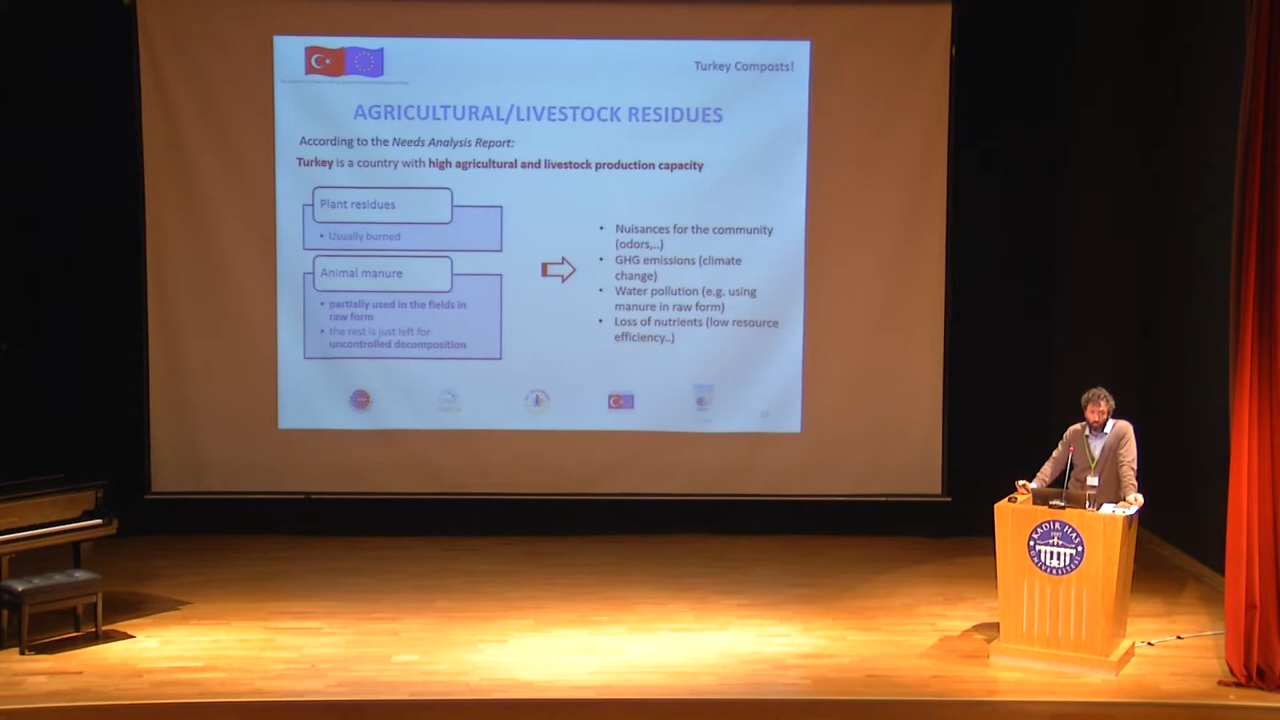 Turkey Composts!
AGRICULTURAL/LIVESTOCK RESIDUES
According to the Needs Analysis Report:
Turkey is a country with high agricultural and livestock production capacity
Plant residues
• Usually burned
Animal manure
• partially used in the fields in
raw form
• the rest is just left for
uncontrolled decomposition
• Nuisances for the community
(odors,..)
• GHG emissions (climate
change)
• Water pollution (e.g. using
manure in raw form)
• Loss of nutrients (low resource
efficiency..)
KADİR HAS
1997
ÜNİVERSİTESİ